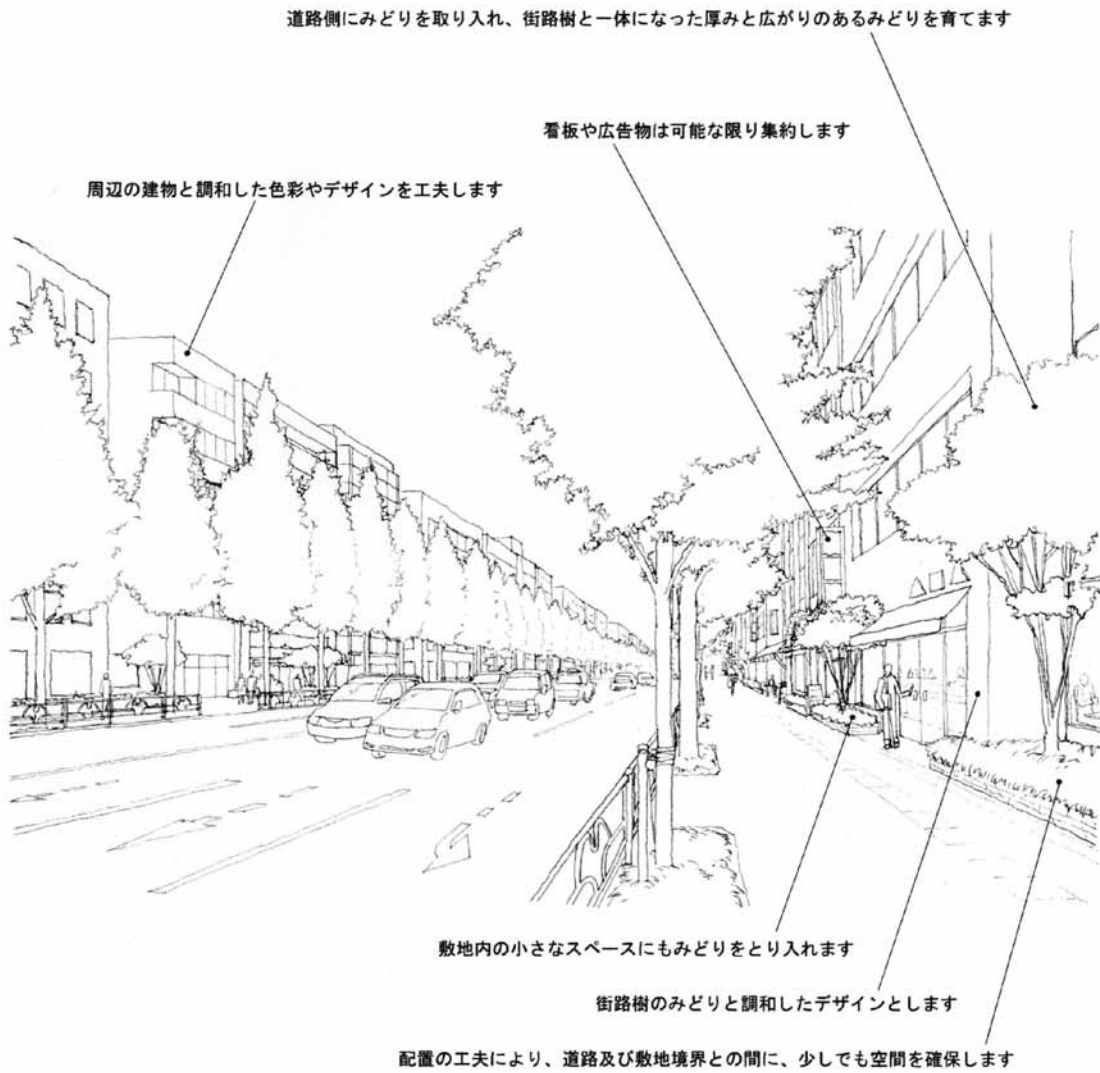 道路側にみどりを取り入れ、街路樹と一体になった厚みと広がりのあるみどりを育てます
看板や広告物は可能な限り集約します
周辺の建物と調和した色彩やデザインを工夫します
敷地内の小さなスペースにもみどりをとり入れます
街路樹のみどりと調和したデザインとします
配置の工夫により、道路及び敷地境界との間に、少しでも空間を確保します